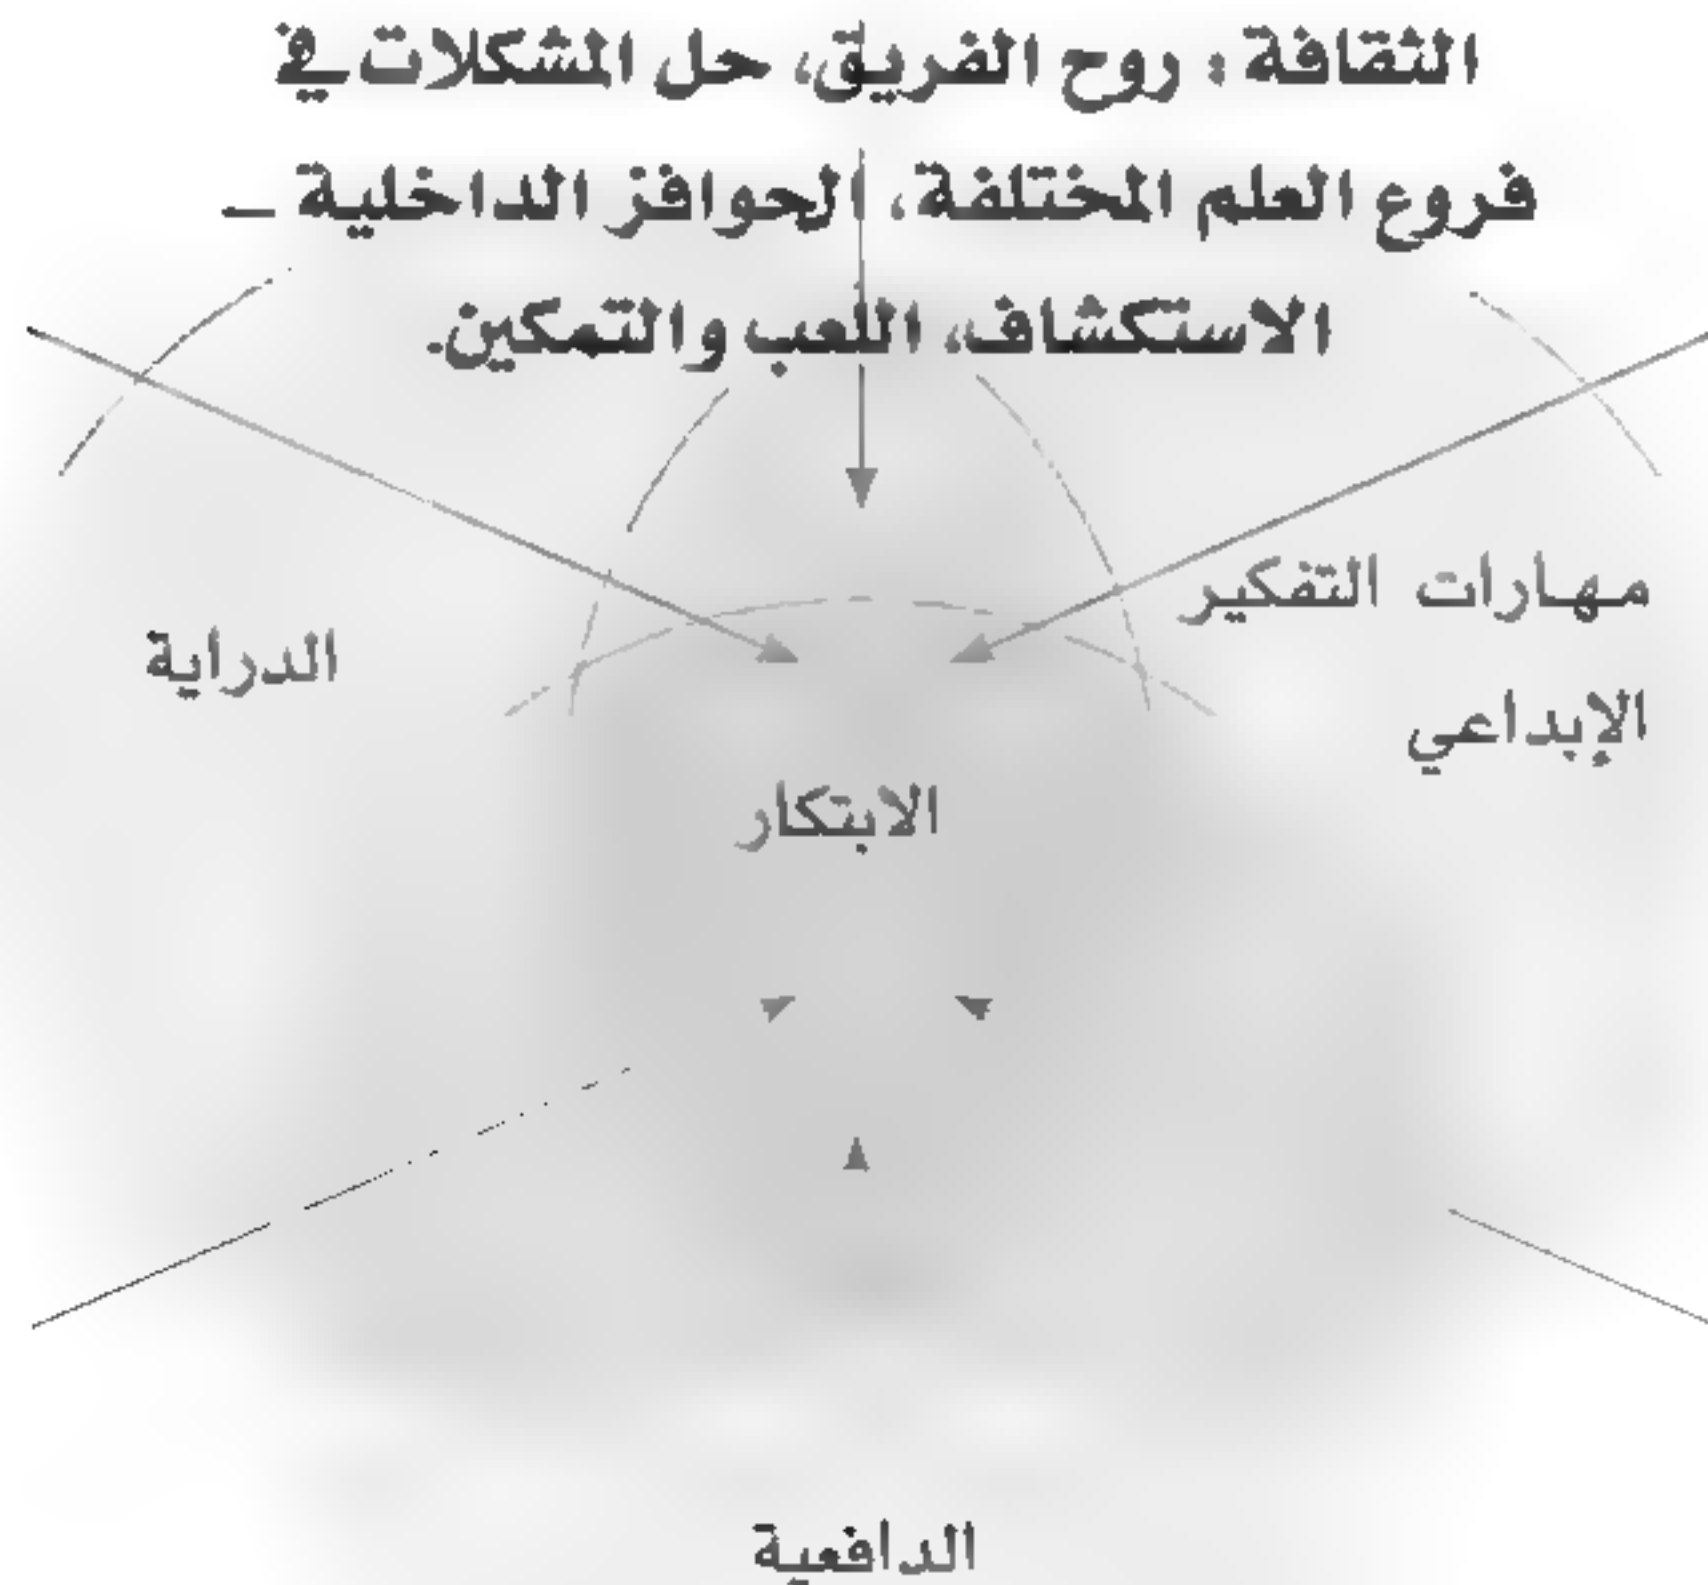 الثقافة : روح الفريق، حل المشكلات في
فروع العلم المختلفة، الحوافز الداخلية –
الاستكشاف، اللعب والتمكين.
مهارات التفكير
الإبداعي
الدراية
الابتكار
الدافعية